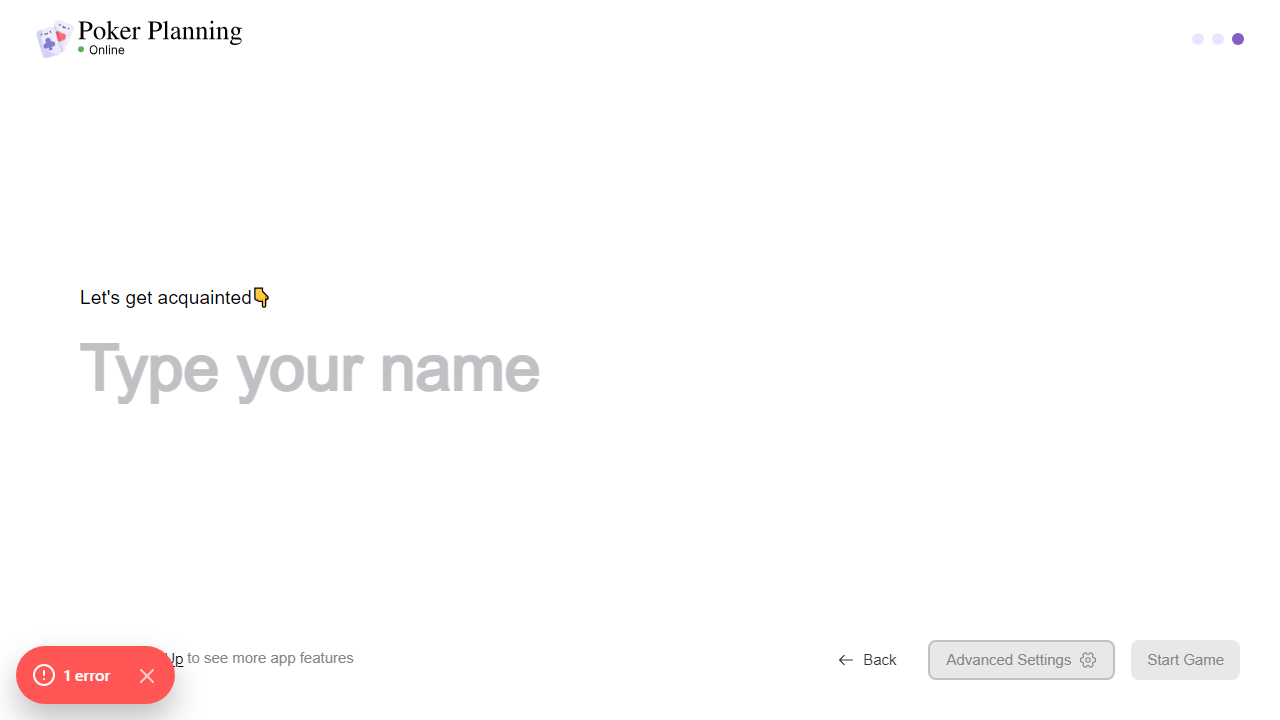 Poker Planning
Online
Let's get acquainted👇
Type your name
Up to see more app features
1 error
Back
Advanced Settings
Start Game